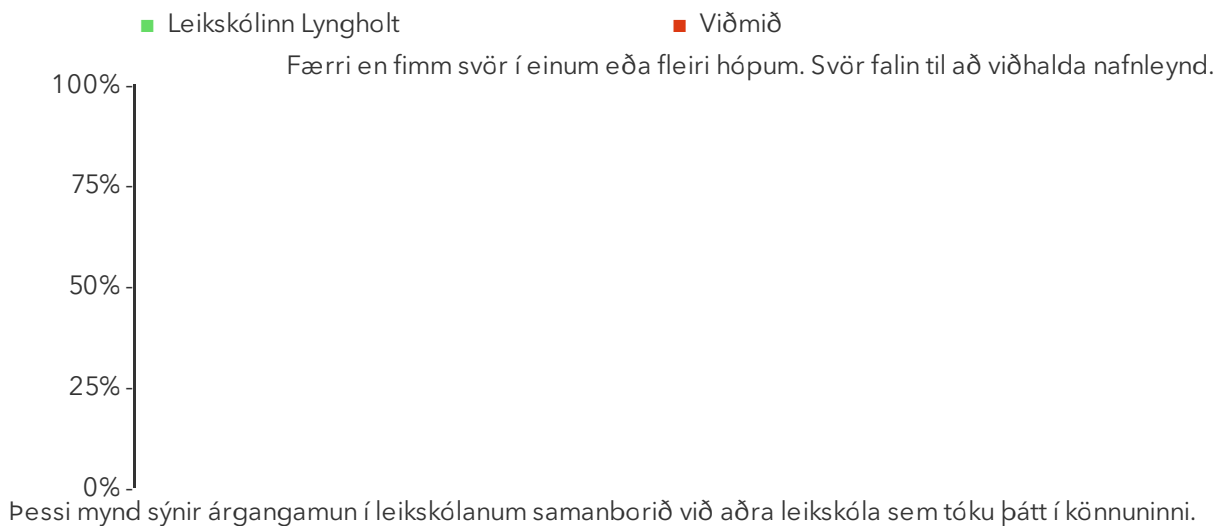 Leikskólinn Lyngholt Viðmið
Færri en fimm svör í einum eða fleiri hópum. Svör falin til að viðhalda nafnleynd.
100%
75%
50%
25%
0%
Þessi mynd sýnir árgangamun í leikskólanum samanborið við aðra leikskóla sem tóku þátt í könnuninni.